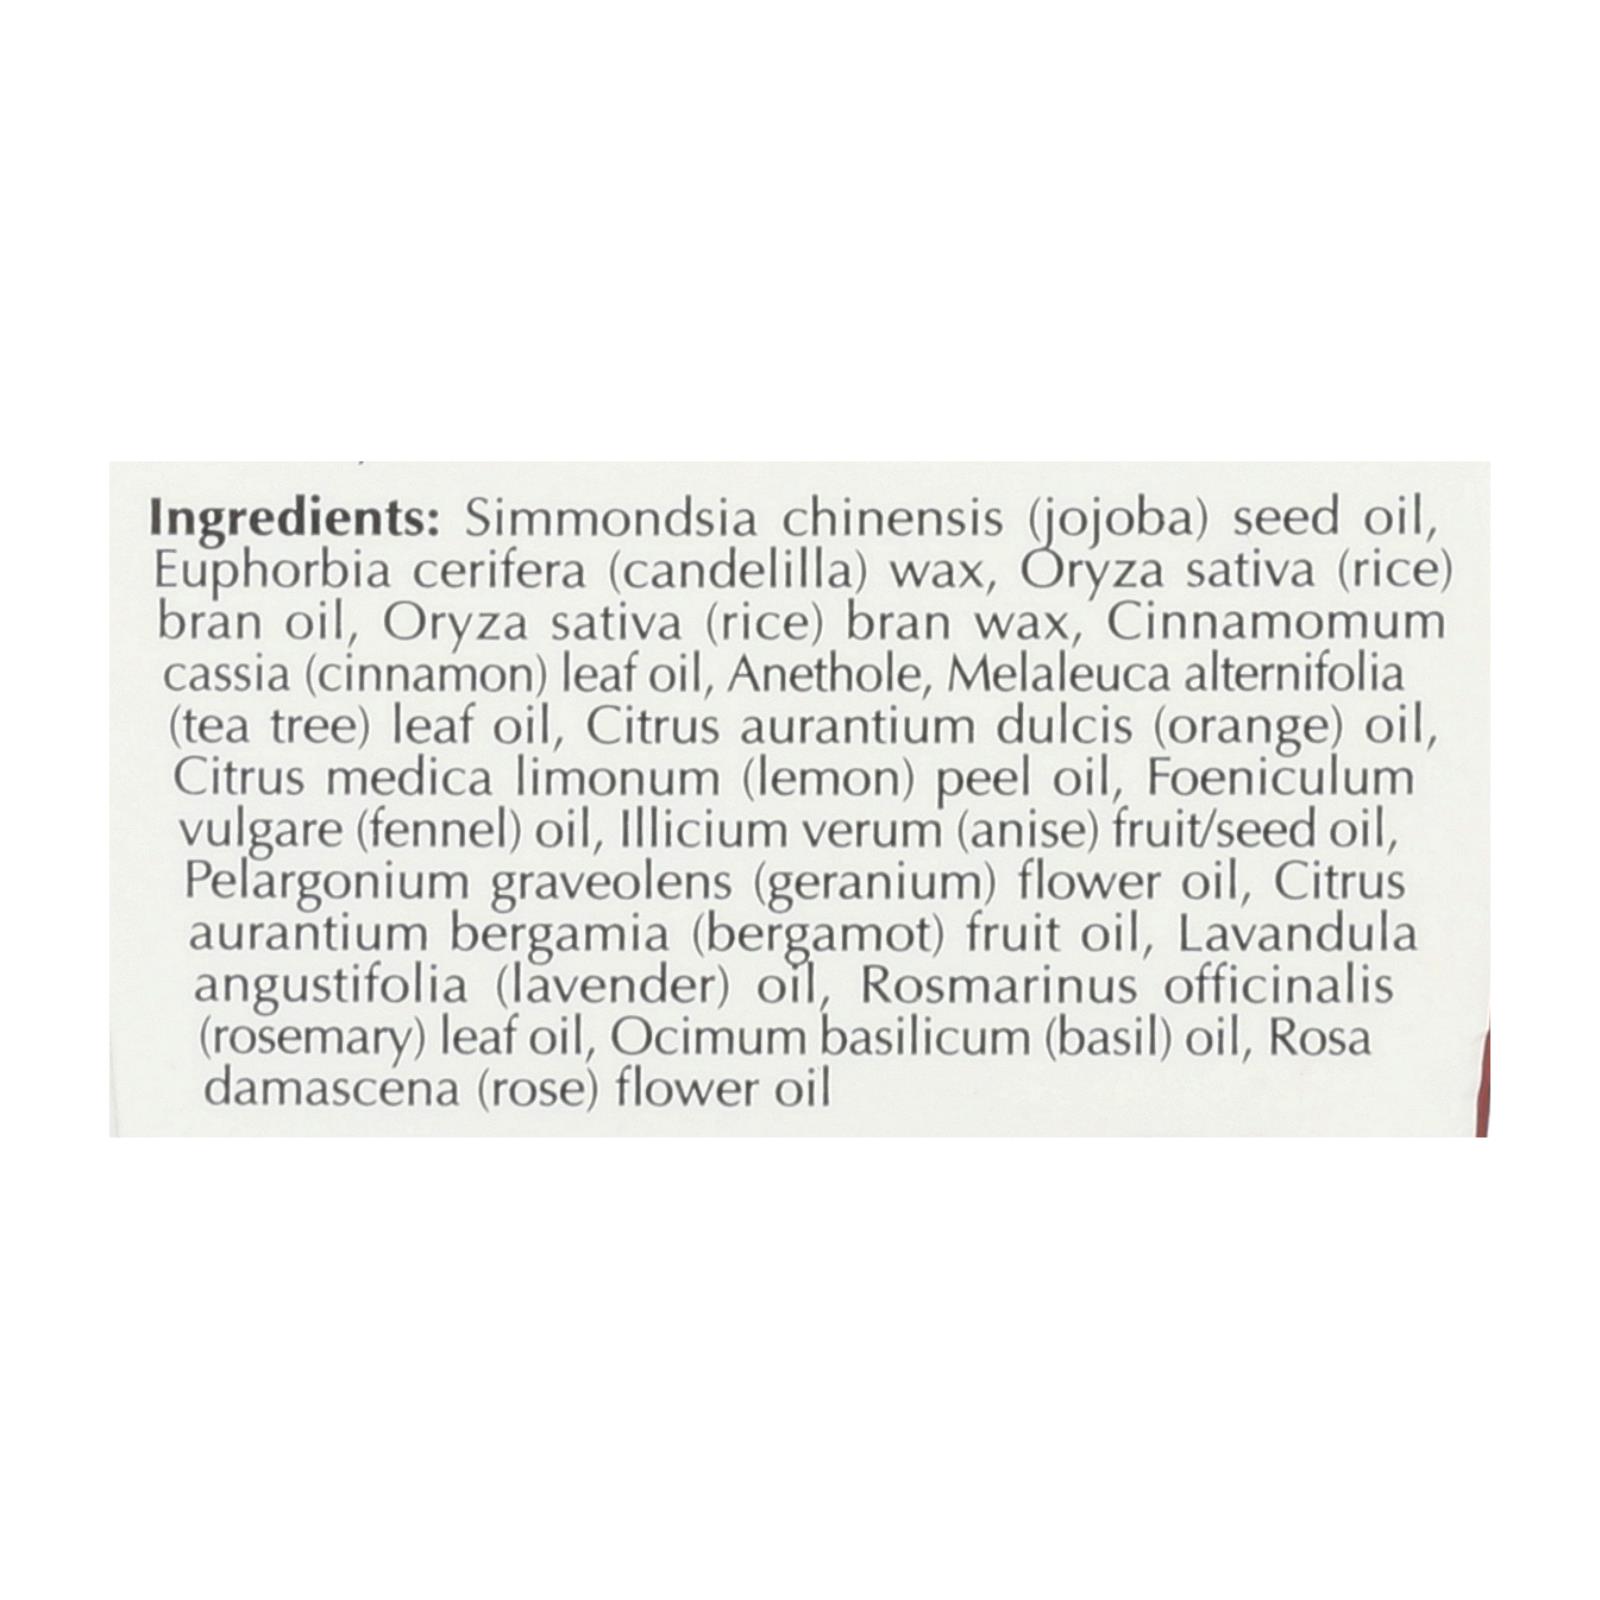 Ingredients: Simmondsia chinensis (jojoba) seed oil,
Euphorbia cerifera (candelilla) wax, Oryza sativa (rice)
bran oil, Oryza sativa (rice) bran wax, Cinnamomum
cassia (cinnamon) leaf oil, Anethole, Melaleuca alternifolia
(tea tree) leaf oil, Citrus aurantium dulcis (orange) oil,
Citrus medica limonum (lemon) peel oil, Foeniculum
vulgare (fennel) oil, Illicium verum (anise) fruit/seed oil,
Pelargonium graveolens (geranium) flower oil, Citrus
aurantium bergamia (bergamot) fruit oil, Lavandula
angustifolia (lavender) oil, Rosmarinus officinalis
(rosemary) leaf oil, Ocimum basilicum (basil) oil, Rosa
damascena (rose) flower oil